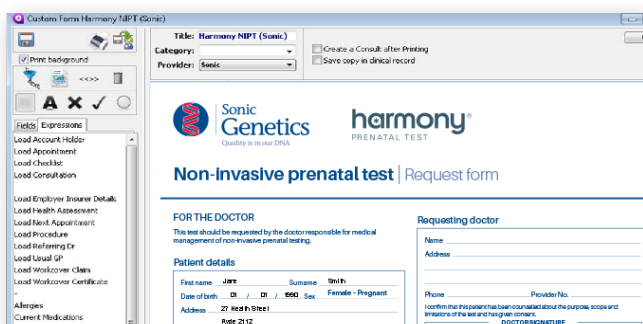 Custom Form Harmony NIPT (Sonic)
Title: Harmony NIPT (Sonic)
Category:
Provider: Sonic
Create a Consult after Printing
Save copy in clinical record
Print background
<<>>
A
Fields Expressions
Load Account Holder
Load Appointment
Load Checklist
Load Consultation
Load Employer Insurer Details
Load Health Assessment
Load Next Appointment
Load Procedure
Load Referring Dr
Load Usual GP
Load Workcover Claim
Load Workcover Certificate
-
Allergies
Current Medications
Sonic
Genetics
Quality is in our DNA
harmony®
PRENATAL TEST
Non-invasive prenatal test | Request form
FOR THE DOCTOR
This test should be requested by the doctor responsible for medical
management of non-invasive prenatal testing.
Patient details
First name Jane Surname Smith
Date of birth 01 / 01 / 1990 Sex Female - Pregnant
Address 27 Heath Street
Ryde 2112
Requesting doctor
Name
Address
Phone Provider No.
I confirm that this patient has been counselled about the purpose, scope and
limitations of the test and has given consent.
DOCTOR SIGNATURE